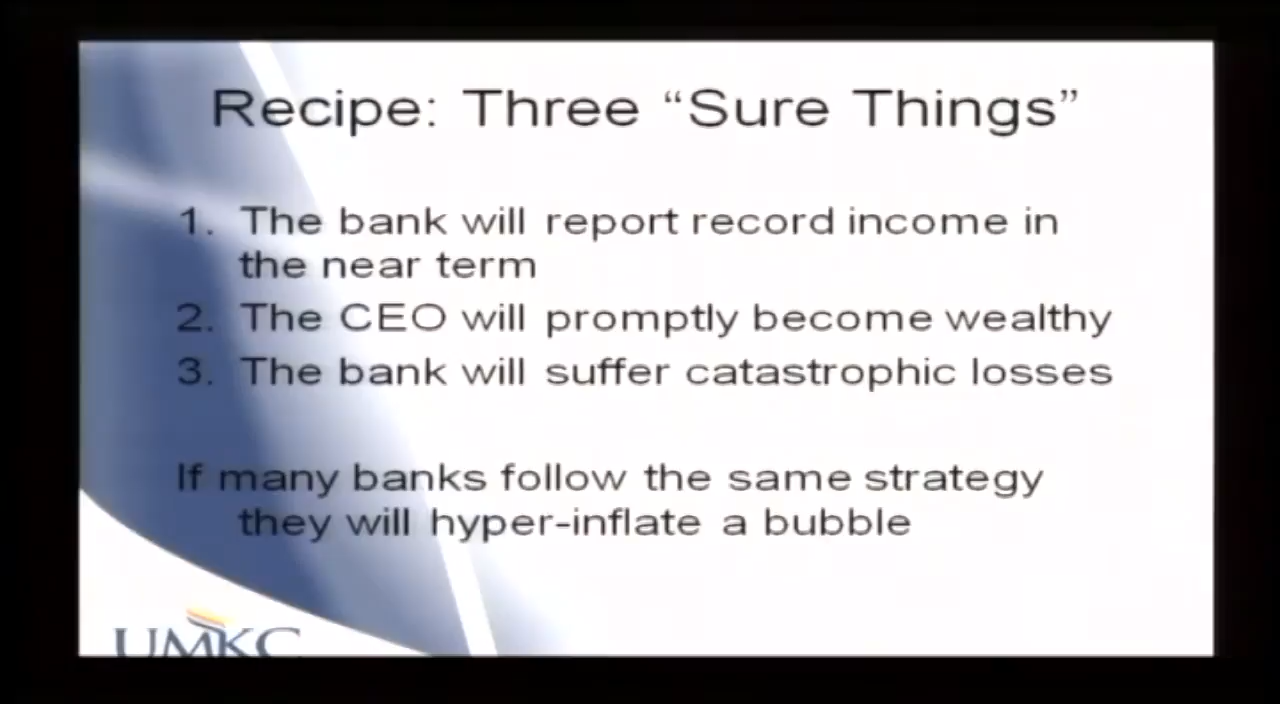 Recipe: Three “Sure Things”
1. The bank will report record income in
the near term
2. The CEO will promptly become wealthy
3. The bank will suffer catastrophic losses
If many banks follow the same strategy
they will hyper-inflate a bubble
UMKC